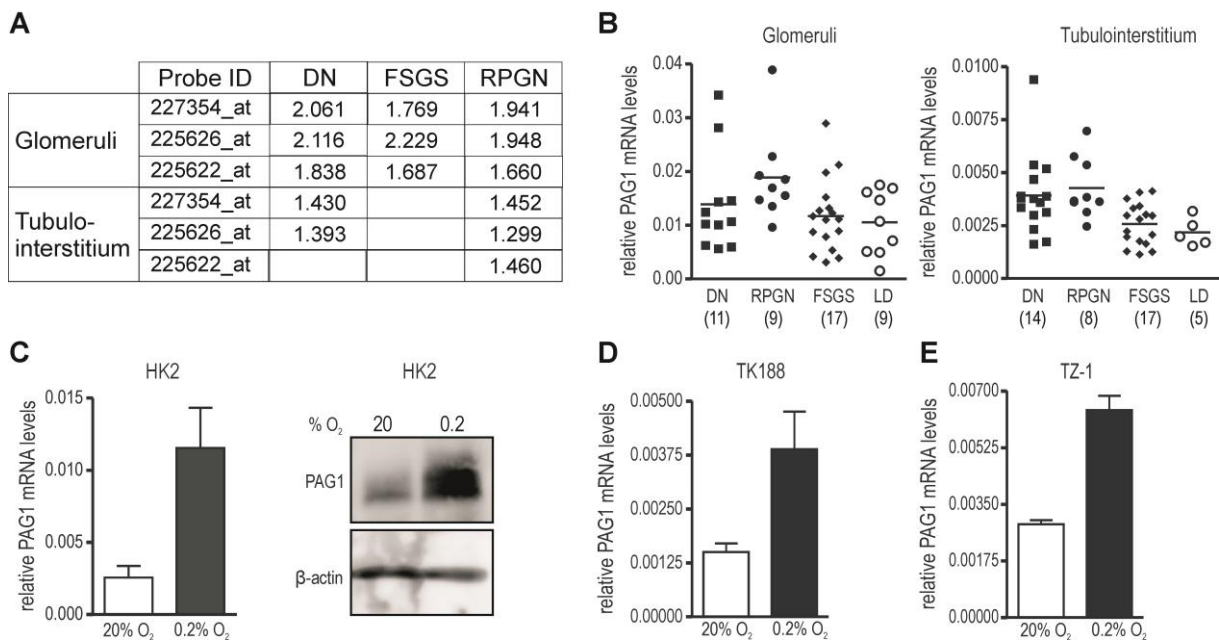 A
Probe ID DN FSGS RPGN
Glomeruli
227354_at 2.061 1.769 1.941
225626_at 2.116 2.229 1.948
225622_at 1.838 1.687 1.660
Tubulo-
interstitium
227354_at 1.430 1.452
225626_at 1.393 1.299
225622_at 1.460
B
Glomeruli
relative PAG1 mRNA levels
0.04
0.03
0.02
0.01
0.00
DN RPGN FSGS LD
(11) (9) (17) (9)
Tubulointerstitium
relative PAG1 mRNA levels
0.0100
0.0075
0.0050
0.0025
0.0000
DN RPGN FSGS LD
(14) (8) (17) (5)
C
HK2
relative PAG1 mRNA levels
0.015
0.010
0.005
0.000
20% O2 0.2% O2
HK2
% O2 20 0.2
PAG1
β-actin
D
TK188
relative PAG1 mRNA levels
0.00500
0.00375
0.00250
0.00125
0.00000
20% O2 0.2% O2
E
TZ-1
relative PAG1 mRNA levels
0.00700
0.00525
0.00350
0.00175
0.00000
20% O2 0.2% O2